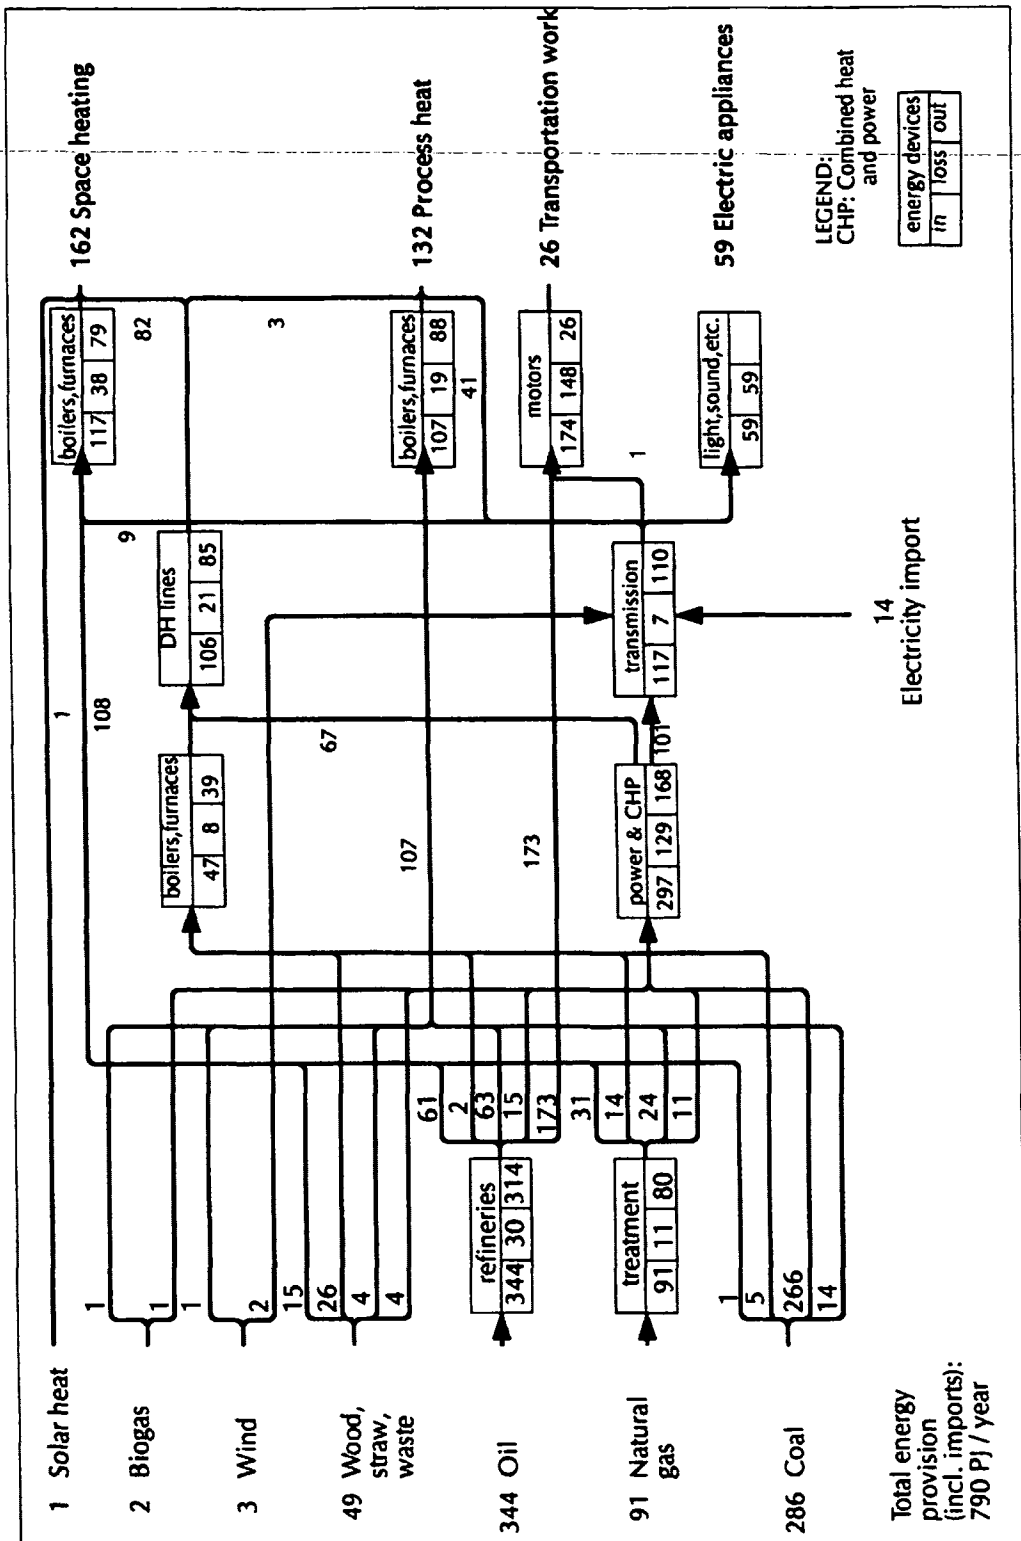 1 Solar heat
2 Biogas
3 Wind
49 Wood,
straw,
waste
344 Oil
91 Natural
gas
286 Coal
Total energy
provision
(incl. imports):
790 PJ / year
1
1
1
2
15
26
4
4
refineries
344 30 314
treatment
91 11 80
1
5
266
14
61
2
63
15
173
31
14
24
11
1
108
boilers,furnaces
47 8 39
67
107
173
power & CHP
297 129 168
101
9
DH lines
106 21 85
transmission
117 7 110
14
Electricity import
boilers,furnaces
117 38 79
82
3
boilers,furnaces
107 19 88
41
motors
174 148 26
1
light,sound,etc.
59 59
162 Space heating
132 Process heat
26 Transportation work
59 Electric appliances
LEGEND:
CHP: Combined heat
and power
energy devices
in loss out